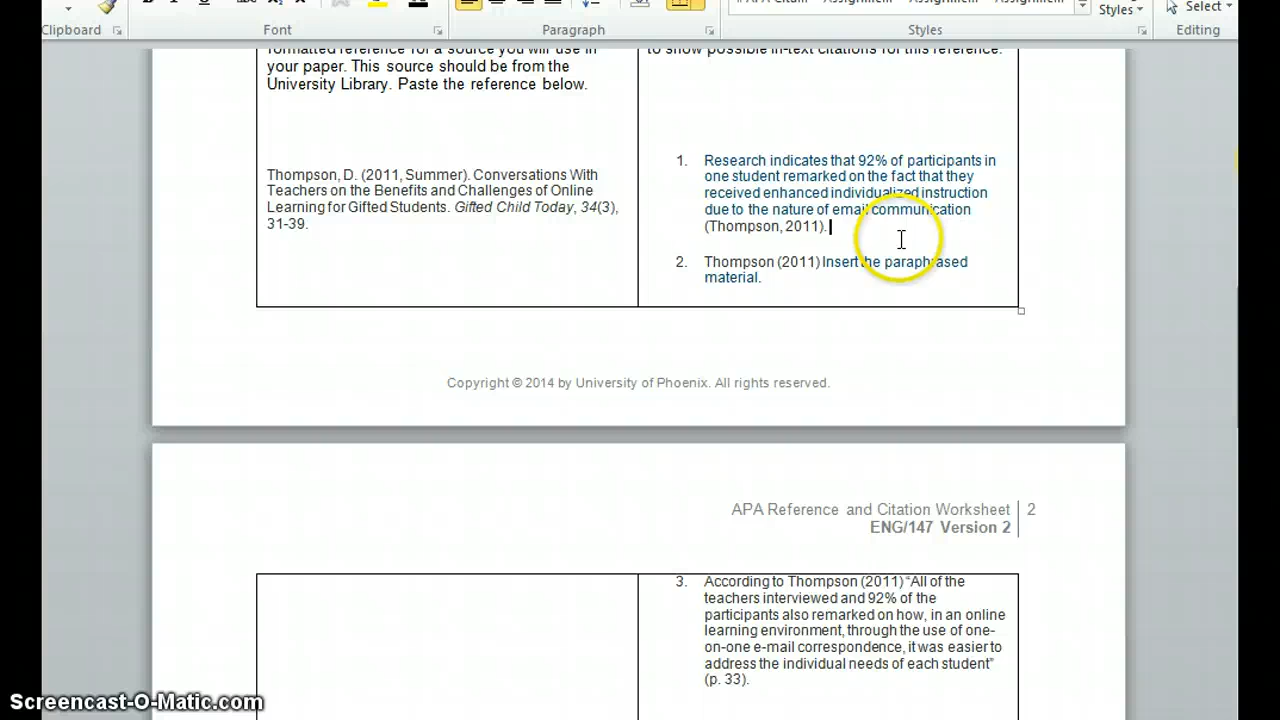 Select
Styles
Clipboard
Font
Paragraph
Styles
Editing
formatted reference for a source you will use in
your paper. This source should be from the
University Library. Paste the reference below.
to show possible in-text citations for this reference.
Thompson, D. (2011, Summer). Conversations With
Teachers on the Benefits and Challenges of Online
Learning for Gifted Students. Gifted Child Today, 34(3),
31-39.
1. Research indicates that 92% of participants in
one student remarked on the fact that they
received enhanced individualized instruction
due to the nature of email communication
(Thompson, 2011).
2. Thompson (2011) Insert the paraphrased
material.
Copyright © 2014 by University of Phoenix. All rights reserved.
APA Reference and Citation Worksheet 2
ENG/147 Version 2
3. According to Thompson (2011) “All of the
teachers interviewed and 92% of the
participants also remarked on how, in an online
learning environment, through the use of one-
on-one e-mail correspondence, it was easier to
address the individual needs of each student”
(p. 33).
Screencast-O-Matic.com